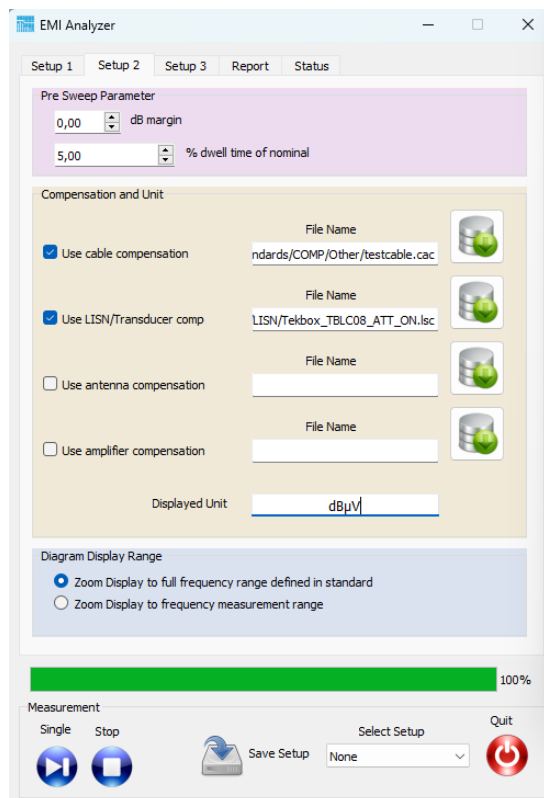 EMI Analyzer
Setup 1 Setup 2 Setup 3 Report Status
Pre Sweep Parameter
0,00 dB margin
5,00 % dwell time of nominal
Compensation and Unit
File Name
Use cable compensation ndards/COMP/Other/testcable.cac
File Name
Use LISN/Transducer comp LISN/Tekbox_TBLC08_ATT_ON.lsc
File Name
Use antenna compensation
File Name
Use amplifier compensation
Displayed Unit dBµV
Diagram Display Range
Zoom Display to full frequency range defined in standard
Zoom Display to frequency measurement range
100%
Measurement
Single Stop Select Setup Quit
Save Setup None